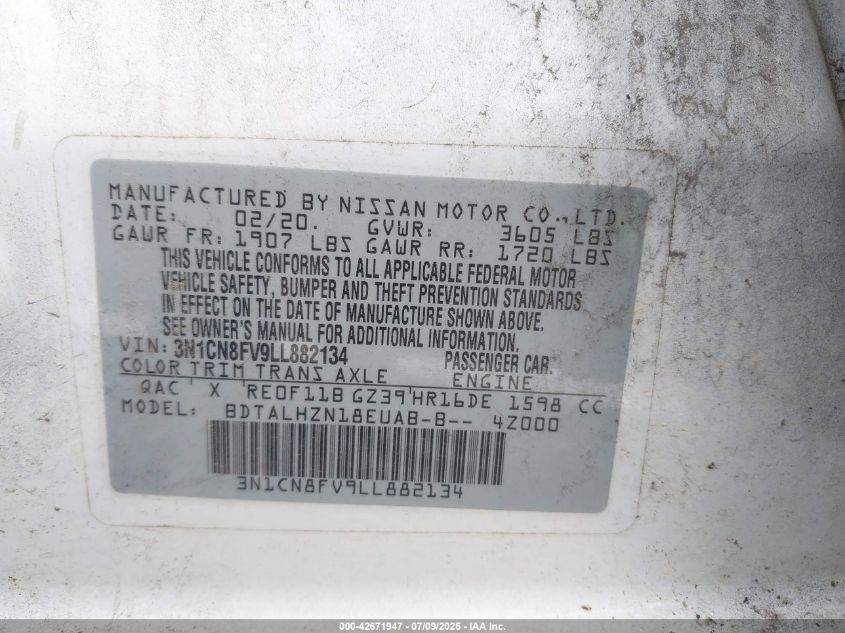 MANUFACTURED BY NISSAN MOTOR CO.,LTD.
DATE: 02/20. GVWR: 3605 LBS
GAWR FR: 1907 LBS GAWR RR: 1720 LBS
THIS VEHICLE CONFORMS TO ALL APPLICABLE FEDERAL MOTOR
VEHICLE SAFETY, BUMPER AND THEFT PREVENTION STANDARDS
IN EFFECT ON THE DATE OF MANUFACTURE SHOWN ABOVE.
SEE OWNER'S MANUAL FOR ADDITIONAL INFORMATION.
VIN: 3N1CN8FV9LL882134 PASSENGER CAR.
COLOR TRIM TRANS AXLE ENGINE
QAC X RE0F11B GZ39 HR16DE 1598 CC
MODEL: BDTALHZN18EUAB-B-- 4Z000
3N1CN8FV9LL882134
000-42671947 / 07/09/2025 - IAA Inc.